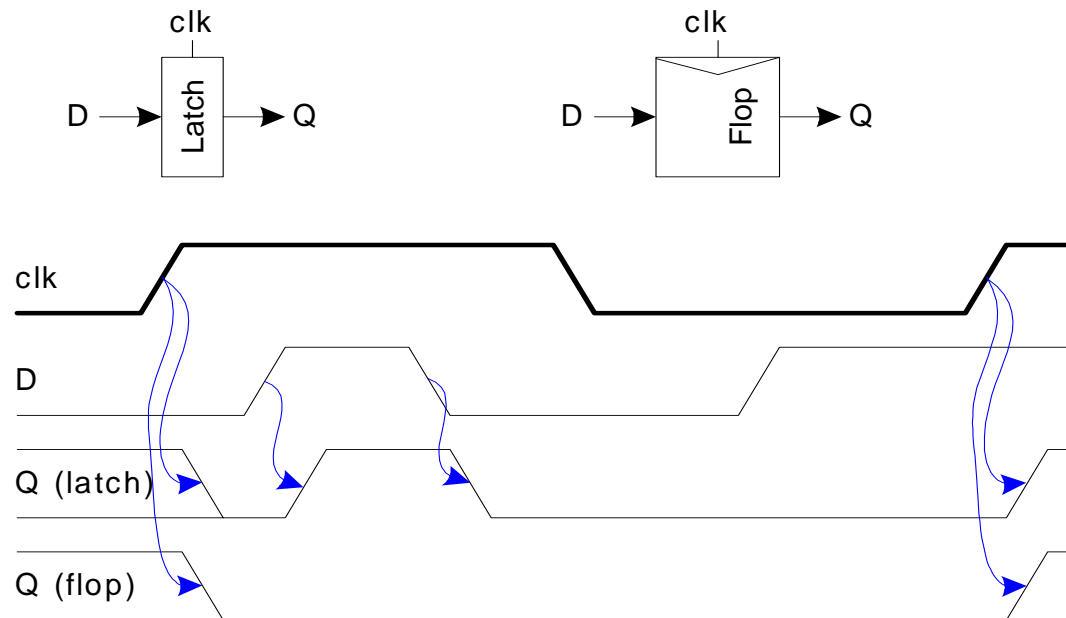 clk
clk
D
Latch
Q
D
Flop
Q
clk
D
Q (latch)
Q (flop)